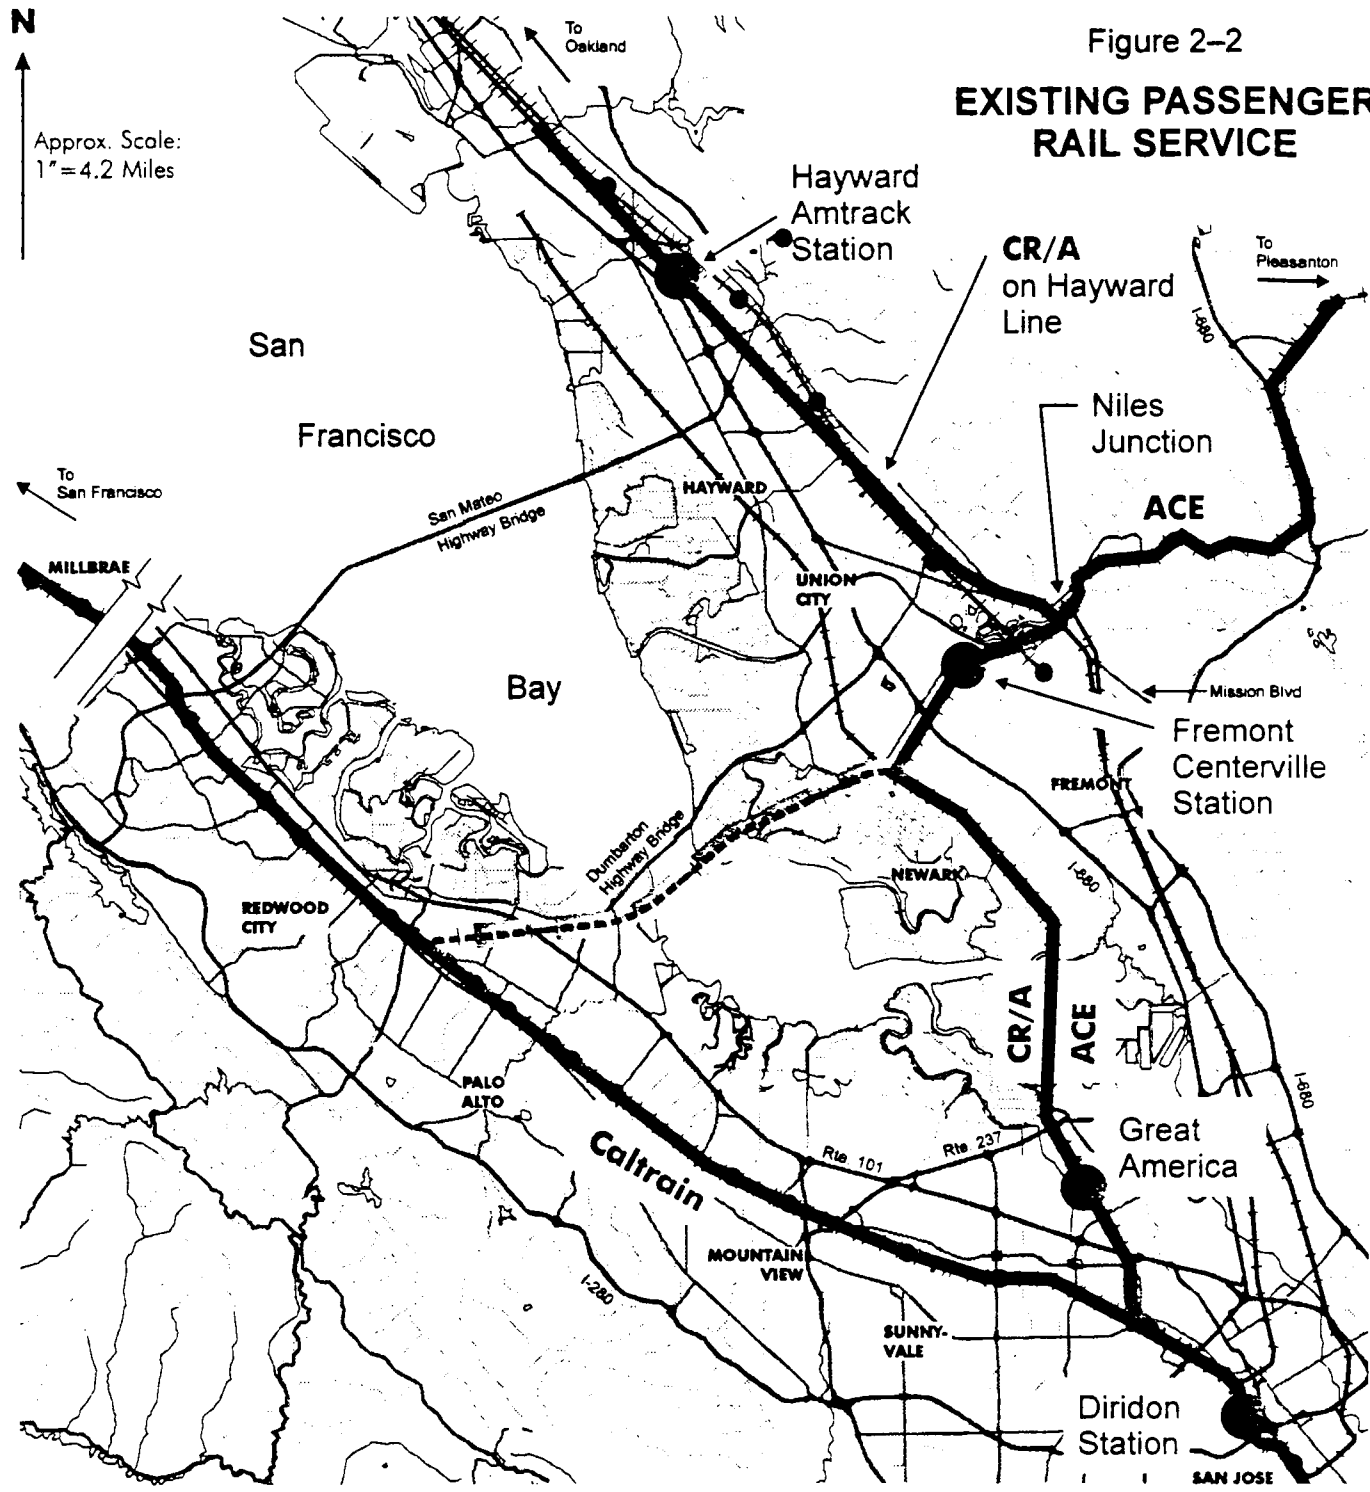 N
Approx. Scale:
1"=4.2 Miles
To
Oakland
Figure 2–2
EXISTING PASSENGER
RAIL SERVICE
Hayward
Amtrack
Station
CR/A
on Hayward
Line
To
Pleasanton
I-680
Niles
Junction
San
Francisco
Bay
To
San Francisco
San Mateo
Highway Bridge
HAYWARD
ACE
MILLBRAE
UNION
CITY
Mission Blvd
Fremont
Centerville
Station
FREMONT
Dumbarton
Highway Bridge
I-680
NEWARK
REDWOOD
CITY
CR/A
ACE
PALO
ALTO
I-680
Caltrain
Great
America
Rte 101
Rte 237
MOUNTAIN
VIEW
I-280
SUNNY-
VALE
Diridon
Station
SAN JOSE